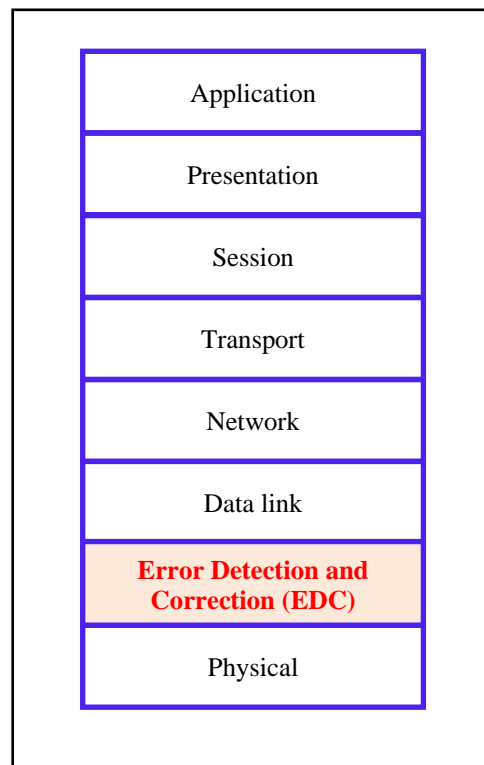 Application
Presentation
Session
Transport
Network
Data link
Error Detection and
Correction (EDC)
Physical